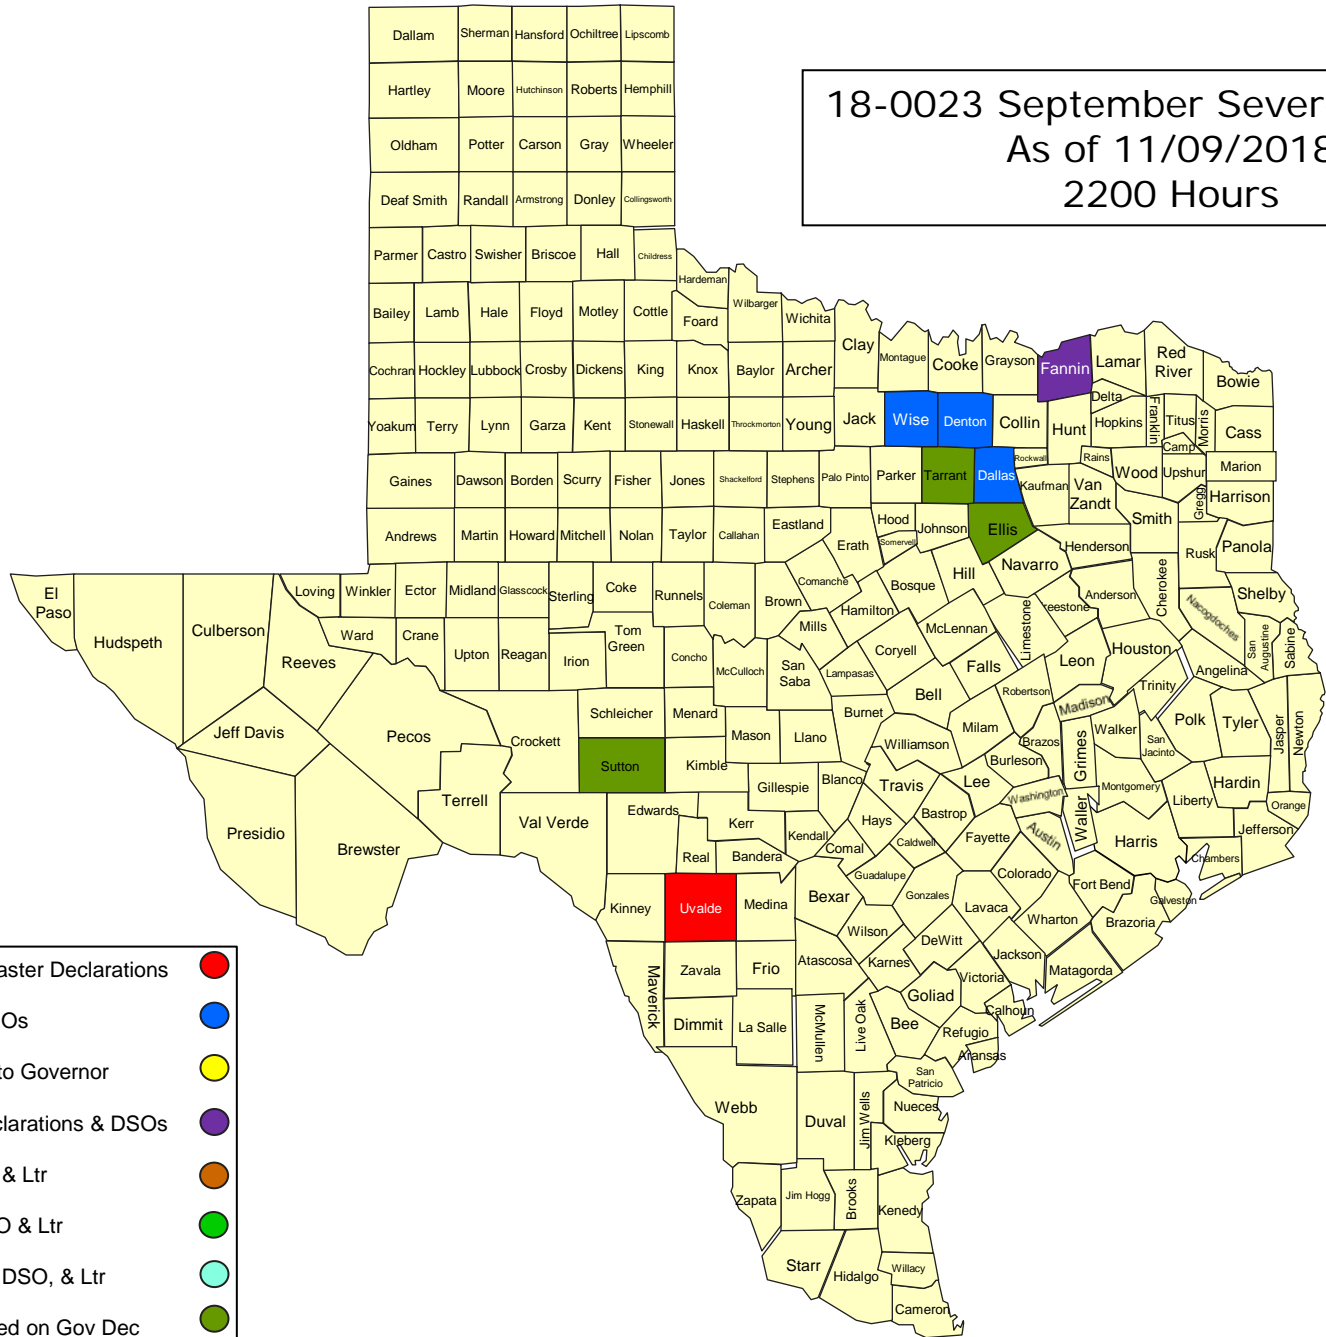 Dallam Sherman Hansford Ochiltree Lipscomb
Hartley Moore Hutchinson Roberts Hemphill
18-0023 September Sever
As of 11/09/2018
2200 Hours
Oldham Potter Carson Gray Wheeler
Deaf Smith Randall Armstrong Donley Collingsworth
Parmer Castro Swisher Briscoe Hall Childress
Hardeman
Bailey Lamb Hale Floyd Motley Cottle Foard Wilbarger Wichita
Clay Montague Cooke Grayson Fannin Lamar Red River Bowie
Cochran Hockley Lubbock Crosby Dickens King Knox Baylor Archer
Yoakum Terry Lynn Garza Kent Stonewall Haskell Throckmorton Young Jack Wise Denton Collin Hunt Delta Hopkins Franklin Titus Morris Cass
Camp
Gaines Dawson Borden Scurry Fisher Jones Shackelford Stephens Palo Pinto Parker Tarrant Dallas Rockwall Kaufman Rains Van Zandt Wood Upshur Marion
Gregg Harrison
Andrews Martin Howard Mitchell Nolan Taylor Callahan Eastland Erath Hood Somervell Johnson Ellis Henderson Smith Rusk Panola
El Paso Hudspeth Culberson Loving Winkler Ector Midland Glasscock Sterling Coke Runnels Coleman Brown Comanche Hamilton Bosque Hill Navarro Anderson Cherokee Nacogdoches Shelby
Reeves Ward Crane Upton Reagan Irion Tom Green Concho McCulloch San Saba Mills Lampasas Coryell McLennan Limestone reestone Falls Leon Houston Angelina San Augustine Sabine
Jeff Davis Pecos Crockett Schleicher Menard Mason Llano Burnet Bell Milam Robertson Madison Trinity
Walker San Jacinto Polk Tyler Jasper Newton
Sutton Kimble Gillespie Blanco Williamson Travis Lee Burleson Brazos Grimes Montgomery Liberty Hardin Orange
Presidio Brewster Terrell Val Verde Edwards Kerr Real Bandera Kendall Comal Hays Caldwell Bastrop Fayette Washington Austin Waller Harris Jefferson Chambers
Kinney Uvalde Medina Bexar Guadalupe Gonzales Lavaca Colorado Wharton Fort Bend Brazoria Galveston
Maverick Zavala Frio Atascosa Wilson Karnes DeWitt Victoria Jackson Matagorda
Dimmit La Salle McMullen Live Oak Bee Goliad Refugio Calhoun Aransas
San Patricio
Webb Duval Jim Wells Nueces Kleberg
Zapata Jim Hogg Brooks Kenedy
Starr Hidalgo Willacy Cameron
aster Declarations
Os
to Governor
clarations & DSOs
& Ltr
O & Ltr
DSO, & Ltr
ed on Gov Dec